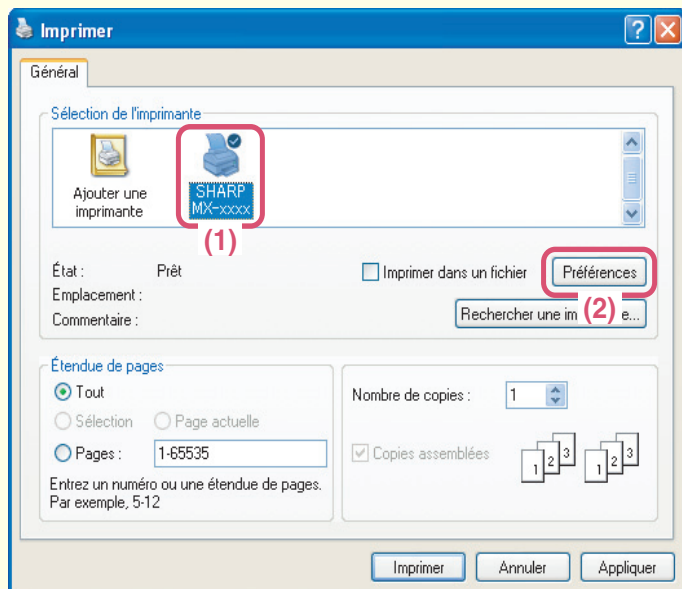 Imprimer
Général
Sélection de l'imprimante
Ajouter une
imprimante
SHARP
MX-xxxx
(1)
État : Prêt
Imprimer dans un fichier
Préférences
Emplacement :
(2)
Commentaire :
Rechercher une im e...
Étendue de pages
Tout
Sélection Page actuelle
Pages : 1-65535
Entrez un numéro ou une étendue de pages.
Par exemple, 5-12
Nombre de copies : 1
Copies assemblées
1 2 3 1 2 3
Imprimer Annuler Appliquer